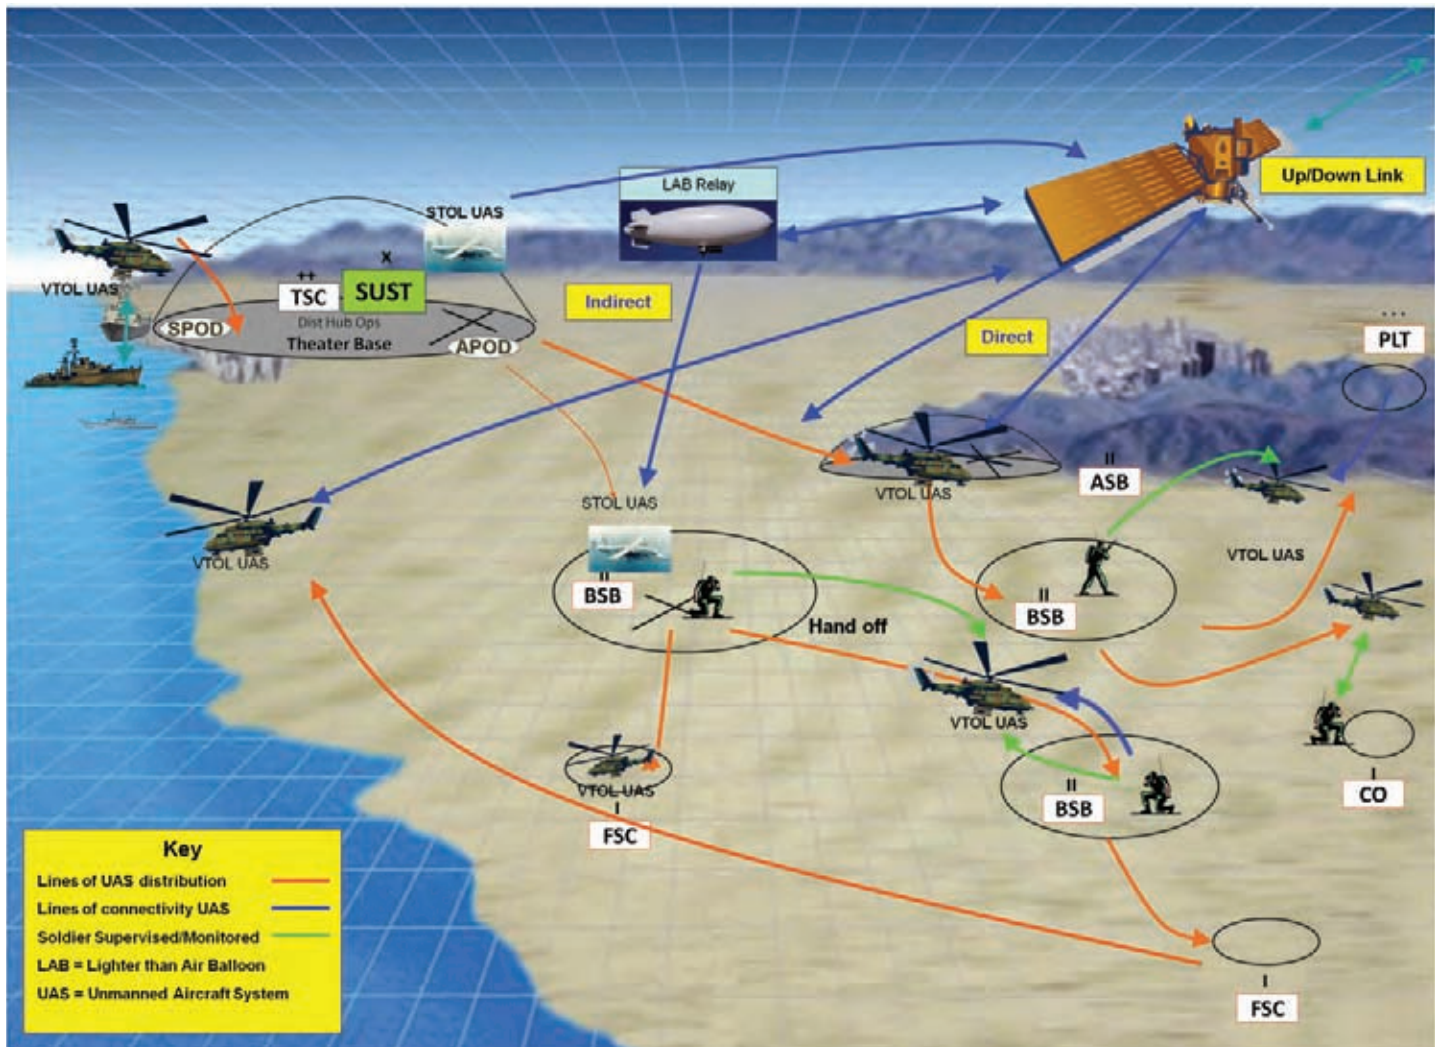 LAB Relay
Up/Down Link
STOL UAS
X
++
TSC
SUST
VTOL UAS
Indirect
SPOD
Dist Hub Ops
Theater Base
APOD
Direct
...
PLT
II
ASB
VTOL UAS
STOL UAS
VTOL UAS
VTOL UAS
II
BSB
II
BSB
Hand off
VTOL UAS
VTOL UAS
I
FSC
II
BSB
I
CO
Key
Lines of UAS distribution
Lines of connectivity UAS
Soldier Supervised/Monitored
LAB = Lighter than Air Balloon
UAS = Unmanned Aircraft System
I
FSC